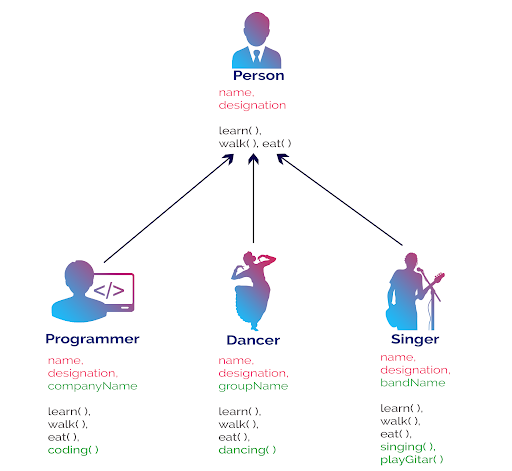 Person
name,
designation
learn( ),
walk( ), eat( )
</>
Programmer
name,
designation,
companyName
learn( ),
walk( ),
eat( ),
coding( )
Dancer
name,
designation,
groupName
learn( ),
walk( ),
eat( ),
dancing( )
Singer
name,
designation,
bandName
learn( ),
walk( ),
eat( ),
singing( ),
playGitar( )